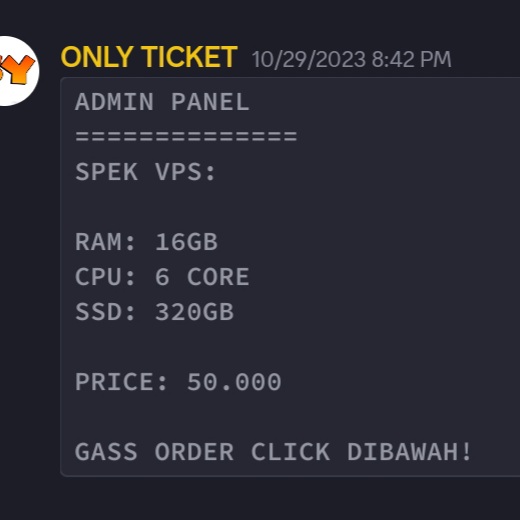 ONLY TICKET 10/29/2023 8:42 PM
ADMIN PANEL
==============
SPEK VPS:
RAM: 16GB
CPU: 6 CORE
SSD: 320GB
PRICE: 50.000
GASS ORDER CLICK DIBAWAH!